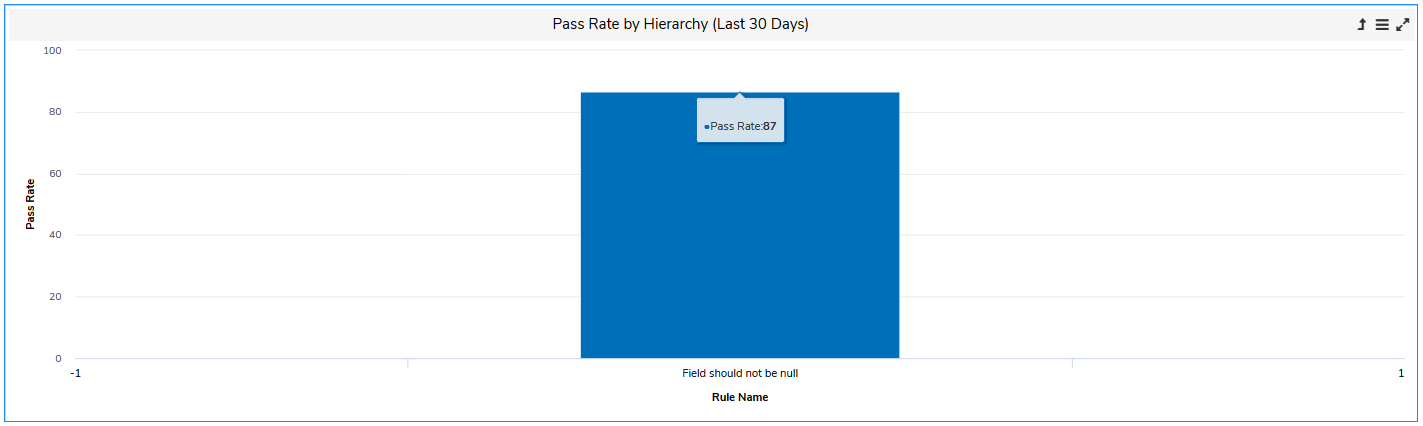 Pass Rate by Hierarchy (Last 30 Days)
100
80
60
40
20
0
Pass Rate
Pass Rate:87
-1
Field should not be null
1
Rule Name